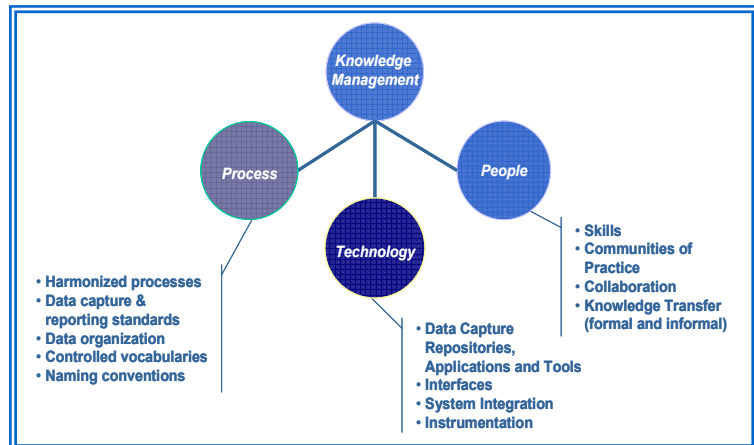 Knowledge
Management
Process
People
Technology
• Harmonized processes
• Data capture &
reporting standards
• Data organization
• Controlled vocabularies
• Naming conventions
• Data Capture
Repositories,
Applications and Tools
• Interfaces
• System Integration
• Instrumentation
• Skills
• Communities of
Practice
• Collaboration
• Knowledge Transfer
(formal and informal)